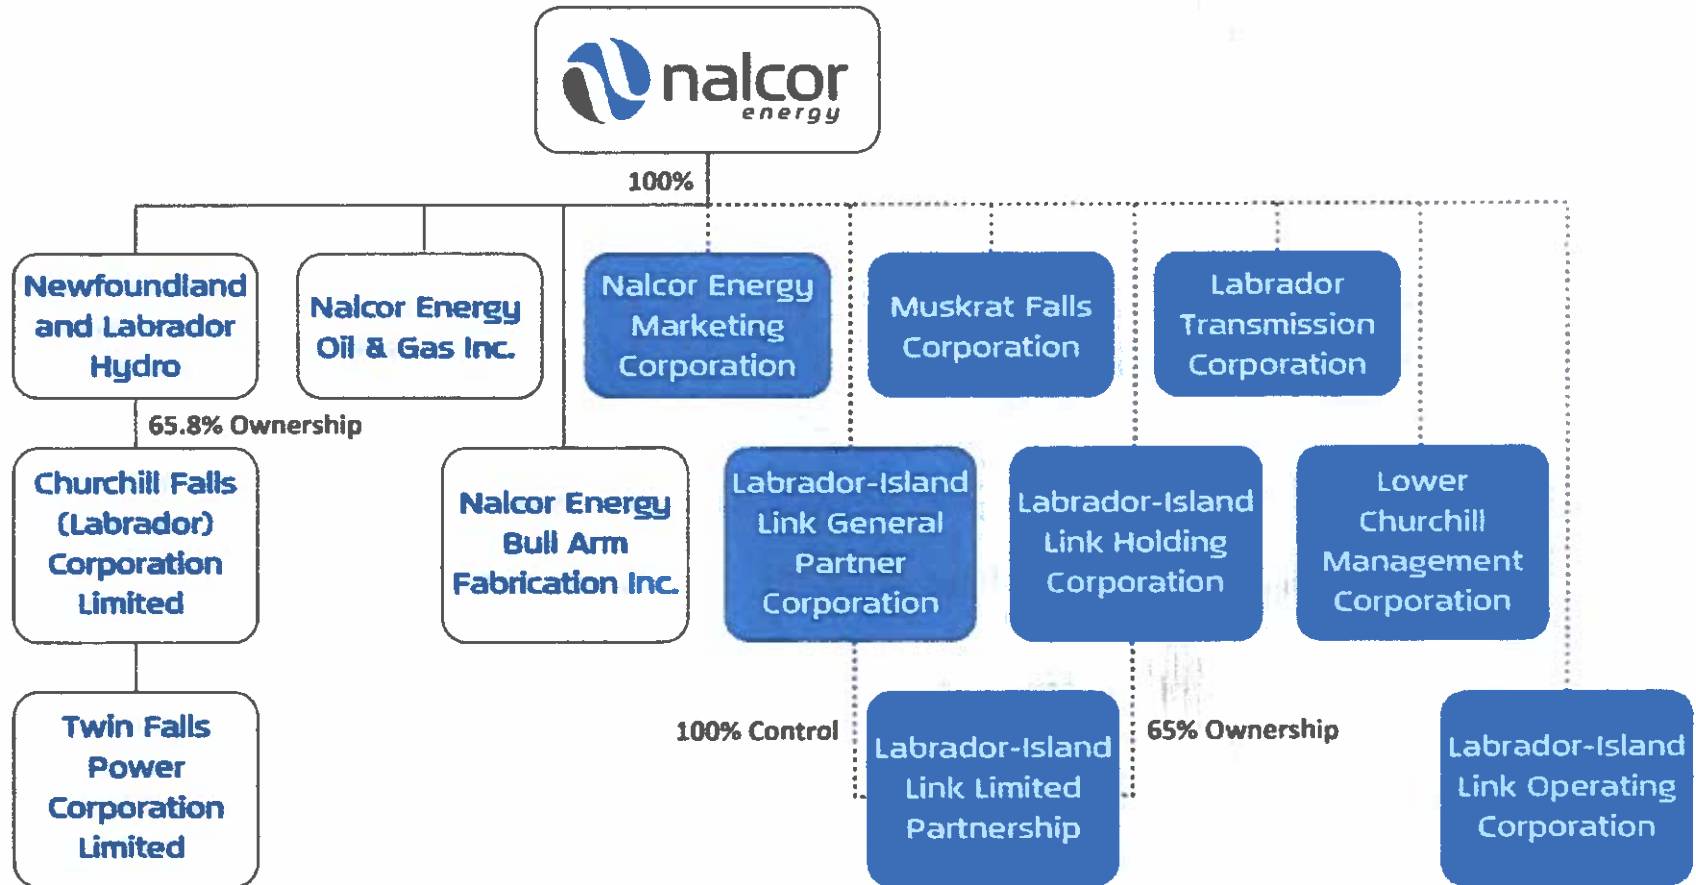 nalcor
energy
100%
Newfoundland
and Labrador
Hydro
Nalcor Energy
Oil & Gas Inc.
Nalcor Energy
Marketing
Corporation
Muskrat Falls
Corporation
Labrador
Transmission
Corporation
65.8% Ownership
Churchill Falls
(Labrador)
Corporation
Limited
Nalcor Energy
Bull Arm
Fabrication Inc.
Labrador-Island
Link General
Partner
Corporation
Labrador-Island
Link Holding
Corporation
Lower
Churchill
Management
Corporation
Twin Falls
Power
Corporation
Limited
100% Control
Labrador-Island
Link Limited
Partnership
65% Ownership
Labrador-Island
Link Operating
Corporation